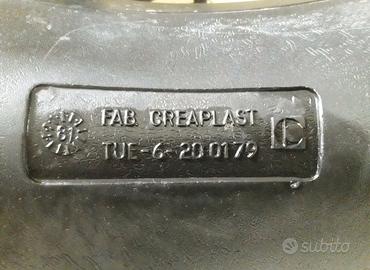 FAB CREAPLAST
TUE-6-20 0179
81
subito